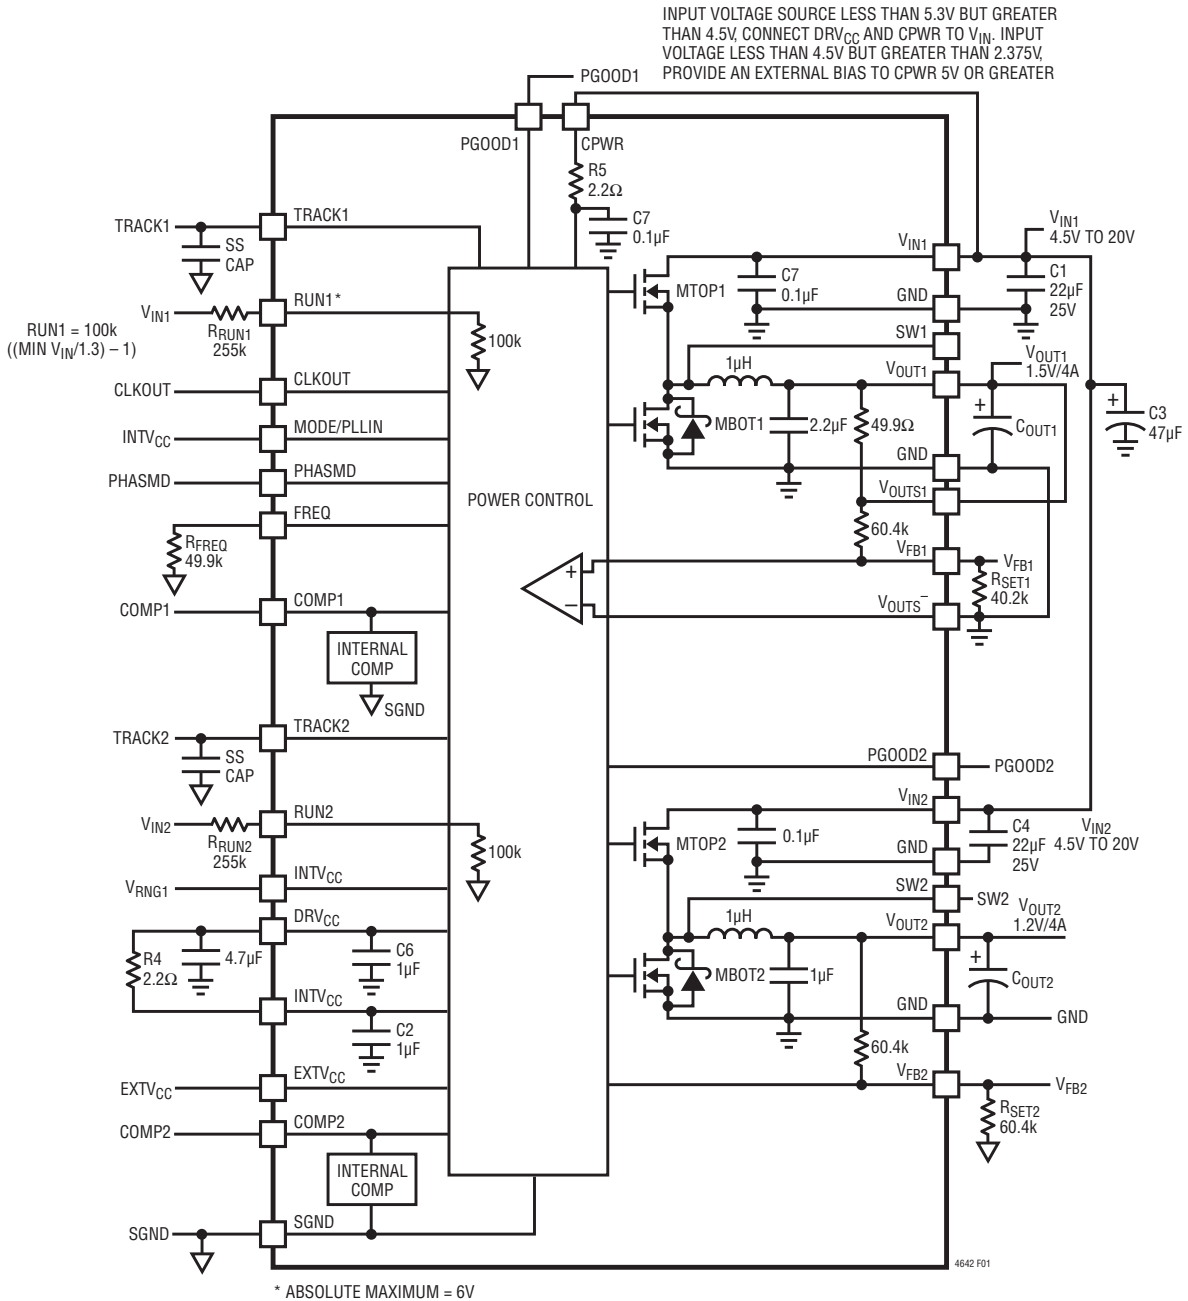 INPUT VOLTAGE SOURCE LESS THAN 5.3V BUT GREATER
THAN 4.5V, CONNECT DRVCC AND CPWR TO VIN. INPUT
VOLTAGE LESS THAN 4.5V BUT GREATER THAN 2.375V,
PROVIDE AN EXTERNAL BIAS TO CPWR 5V OR GREATER
PGOOD1
PGOOD1
CPWR
R5
2.2Ω
C7
0.1µF
TRACK1
TRACK1
SS
CAP
VIN1
RUN1*
RRUN1
255k
RUN1 = 100k
((MIN VIN/1.3) – 1)
100k
CLKOUT
CLKOUT
INTVCC
MODE/PLLIN
PHASMD
PHASMD
FREQ
RFREQ
49.9k
COMP1
COMP1
INTERNAL
COMP
SGND
TRACK2
TRACK2
SS
CAP
VIN2
RUN2
RRUN2
255k
100k
VRNG1
INTVCC
DRVCC
R4
2.2Ω
4.7µF
C6
1µF
INTVCC
C2
1µF
EXTVCC
EXTVCC
COMP2
COMP2
INTERNAL
COMP
SGND
SGND
POWER CONTROL
+
–
MTOP1
C7
0.1µF
VIN1
VIN1
4.5V TO 20V
C1
22µF
25V
GND
SW1
1µH
VOUT1
VOUT1
1.5V/4A
MBOT1
2.2µF
49.9Ω
+
COUT1
+
C3
47µF
GND
VOUTS1
60.4k
VFB1
VFB1
RSET1
40.2k
VOUTS–
PGOOD2
PGOOD2
VIN2
MTOP2
0.1µF
C4
22µF
25V
VIN2
4.5V TO 20V
GND
SW2
SW2
1µH
VOUT2
VOUT2
1.2V/4A
MBOT2
1µF
+
COUT2
GND
GND
60.4k
VFB2
VFB2
RSET2
60.4k
4642 F01
* ABSOLUTE MAXIMUM = 6V